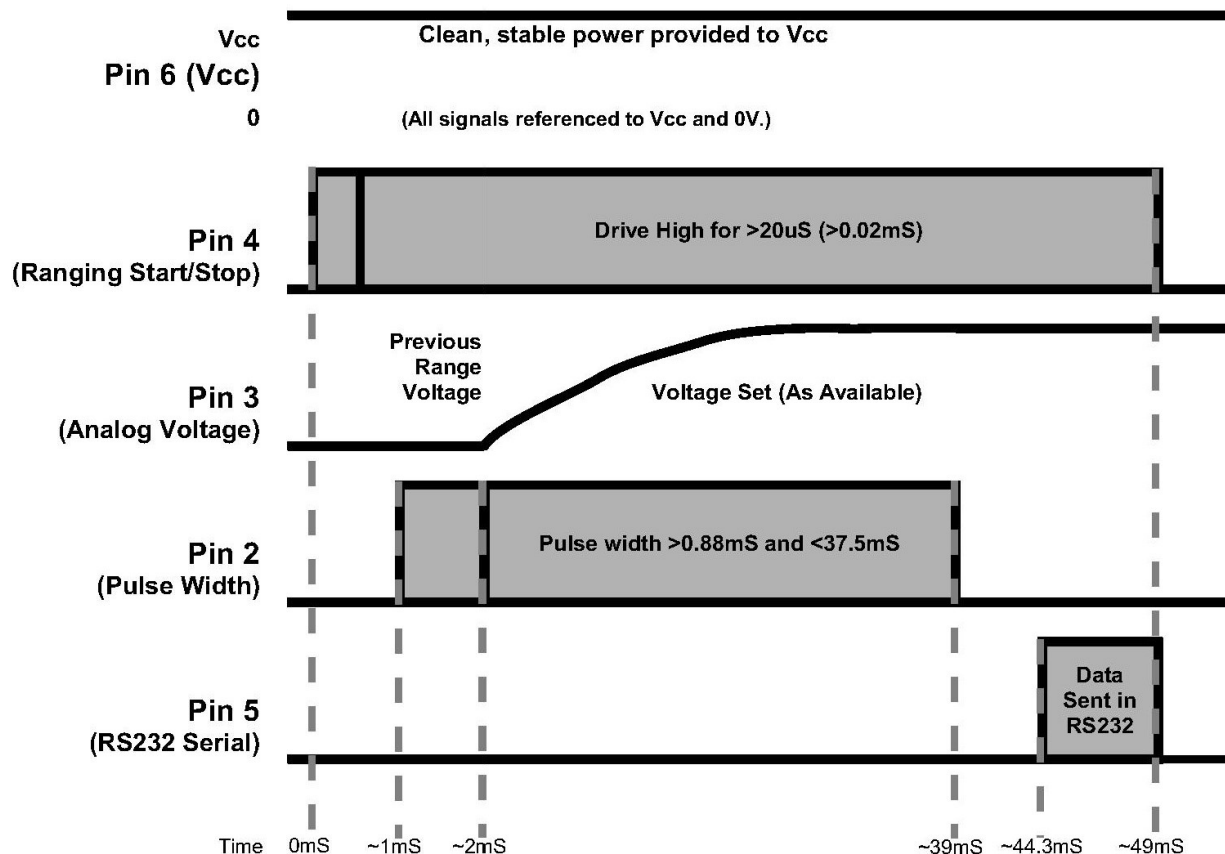 Vcc
Clean, stable power provided to Vcc
Pin 6 (Vcc)
0
(All signals referenced to Vcc and 0V.)
Pin 4
(Ranging Start/Stop)
Drive High for >20uS (>0.02mS)
Pin 3
(Analog Voltage)
Previous
Range
Voltage
Voltage Set (As Available)
Pin 2
(Pulse Width)
Pulse width >0.88mS and <37.5mS
Pin 5
(RS232 Serial)
Data
Sent in
RS232
Time 0mS ~1mS ~2mS ~39mS ~44.3mS ~49mS